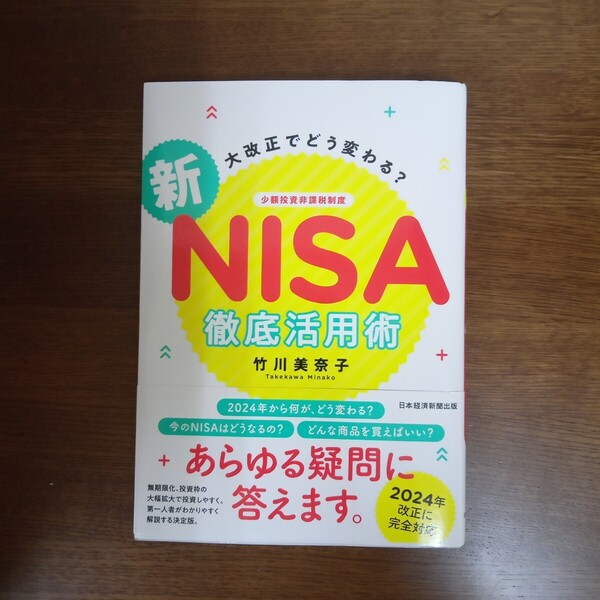 大改正でどう変わる?
新
少額投資非課税制度
NISA
徹底活用術
竹川美奈子
Takekawa Minako
日本経済新聞出版
2024年から何が、どう変わる?
今のNISAはどうなるの?
どんな商品を買えばいい?
あらゆる疑問に
答えます。
無期限化、投資枠の
大幅拡大で投資しやすく。
第一人者がわかりやすく
解説する決定版。
2024年
改正に
完全対応